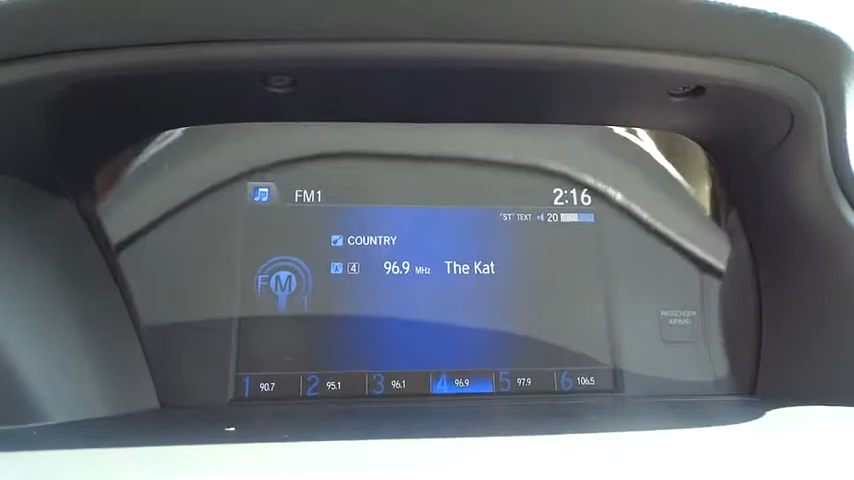 FM1 2:16
"ST" TEXT 20
COUNTRY
FM 1
4 96.9 MHz The Kat
PASSENGER
AIRBAG
1 90.7 2 95.1 3 96.1 4 96.9 5 97.9 6 106.5